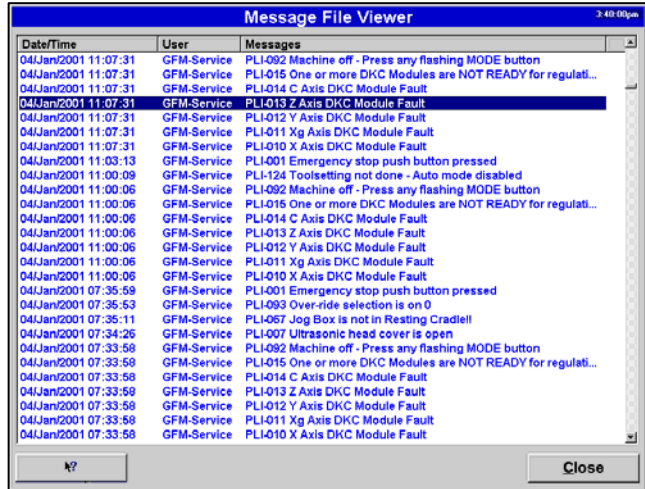 Message File Viewer 3:40:00pm
Date/Time User Messages
04/Jan/2001 11:07:31 GFM-Service PLI-092 Machine off - Press any flashing MODE button
04/Jan/2001 11:07:31 GFM-Service PLI-015 One or more DKC Modules are NOT READY for regulati...
04/Jan/2001 11:07:31 GFM-Service PLI-014 C Axis DKC Module Fault
04/Jan/2001 11:07:31 GFM-Service PLI-013 Z Axis DKC Module Fault
04/Jan/2001 11:07:31 GFM-Service PLI-012 Y Axis DKC Module Fault
04/Jan/2001 11:07:31 GFM-Service PLI-011 Xg Axis DKC Module Fault
04/Jan/2001 11:07:31 GFM-Service PLI-010 X Axis DKC Module Fault
04/Jan/2001 11:03:13 GFM-Service PLI-001 Emergency stop push button pressed
04/Jan/2001 11:00:09 GFM-Service PLI-124 Toolsetting not done - Auto mode disabled
04/Jan/2001 11:00:06 GFM-Service PLI-092 Machine off - Press any flashing MODE button
04/Jan/2001 11:00:06 GFM-Service PLI-015 One or more DKC Modules are NOT READY for regulati...
04/Jan/2001 11:00:06 GFM-Service PLI-014 C Axis DKC Module Fault
04/Jan/2001 11:00:06 GFM-Service PLI-013 Z Axis DKC Module Fault
04/Jan/2001 11:00:06 GFM-Service PLI-012 Y Axis DKC Module Fault
04/Jan/2001 11:00:06 GFM-Service PLI-011 Xg Axis DKC Module Fault
04/Jan/2001 11:00:06 GFM-Service PLI-010 X Axis DKC Module Fault
04/Jan/2001 07:35:59 GFM-Service PLI-001 Emergency stop push button pressed
04/Jan/2001 07:35:53 GFM-Service PLI-093 Over-ride selection is on 0
04/Jan/2001 07:35:11 GFM-Service PLI-067 Jog Box is not in Resting Cradle!!
04/Jan/2001 07:34:26 GFM-Service PLI-007 Ultrasonic head cover is open
04/Jan/2001 07:33:58 GFM-Service PLI-092 Machine off - Press any flashing MODE button
04/Jan/2001 07:33:58 GFM-Service PLI-015 One or more DKC Modules are NOT READY for regulati...
04/Jan/2001 07:33:58 GFM-Service PLI-014 C Axis DKC Module Fault
04/Jan/2001 07:33:58 GFM-Service PLI-013 Z Axis DKC Module Fault
04/Jan/2001 07:33:58 GFM-Service PLI-012 Y Axis DKC Module Fault
04/Jan/2001 07:33:58 GFM-Service PLI-011 Xg Axis DKC Module Fault
04/Jan/2001 07:33:58 GFM-Service PLI-010 X Axis DKC Module Fault
? Close